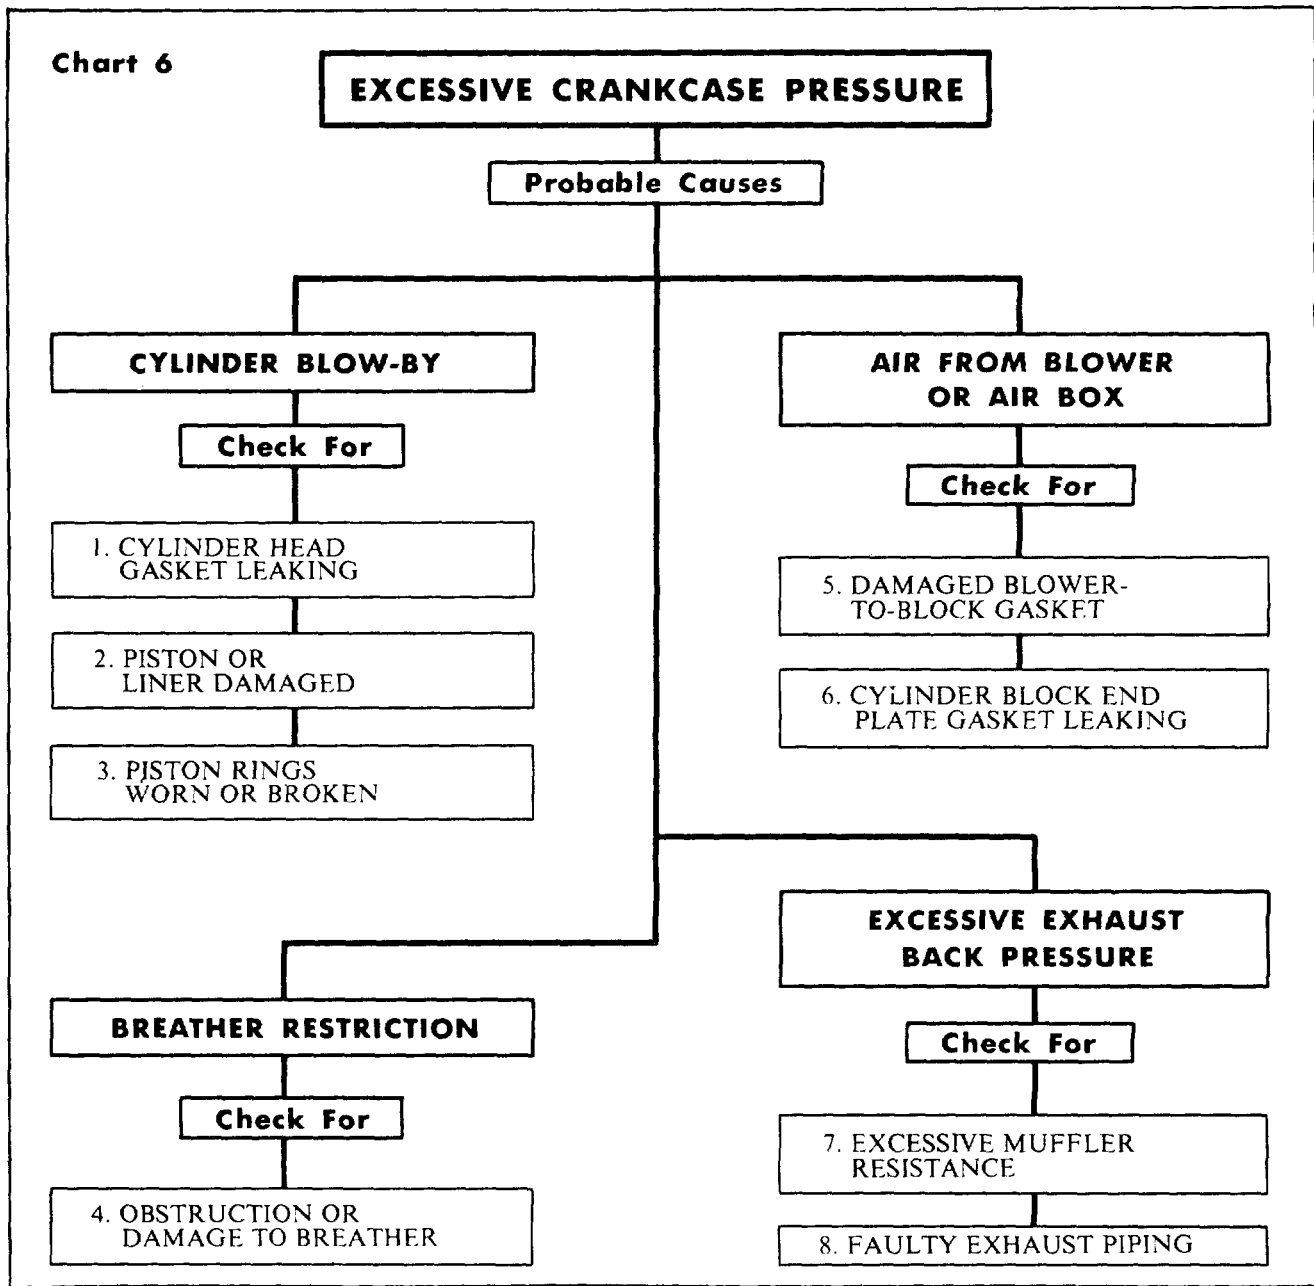 Chart 6
EXCESSIVE CRANKCASE PRESSURE
Probable Causes
CYLINDER BLOW-BY
Check For
1. CYLINDER HEAD
GASKET LEAKING
2. PISTON OR
LINER DAMAGED
3. PISTON RINGS
WORN OR BROKEN
BREATHER RESTRICTION
Check For
4. OBSTRUCTION OR
DAMAGE TO BREATHER
AIR FROM BLOWER
OR AIR BOX
Check For
5. DAMAGED BLOWER-
TO-BLOCK GASKET
6. CYLINDER BLOCK END
PLATE GASKET LEAKING
EXCESSIVE EXHAUST
BACK PRESSURE
Check For
7. EXCESSIVE MUFFLER
RESISTANCE
8. FAULTY EXHAUST PIPING